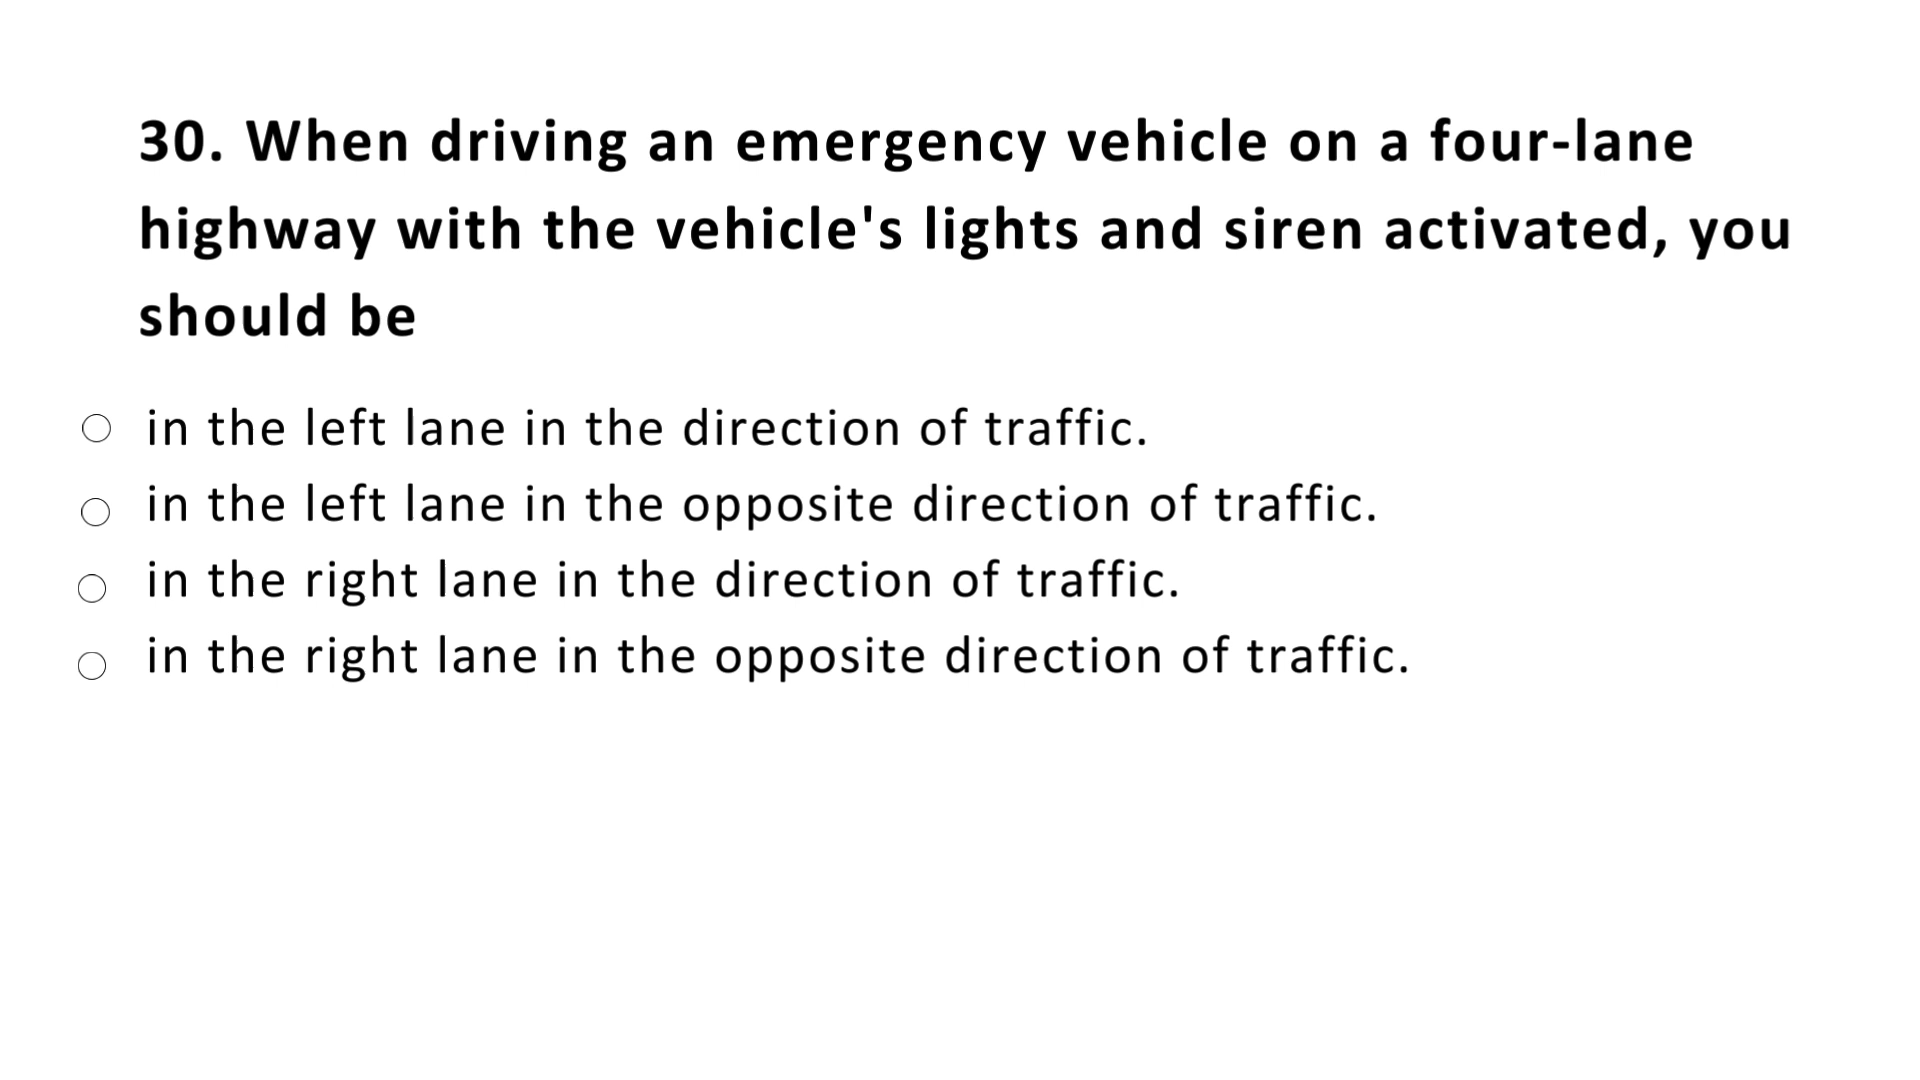 30. When driving an emergency vehicle on a four-lane
highway with the vehicle's lights and siren activated, you
should be
in the left lane in the direction of traffic.
in the left lane in the opposite direction of traffic.
in the right lane in the direction of traffic.
in the right lane in the opposite direction of traffic.